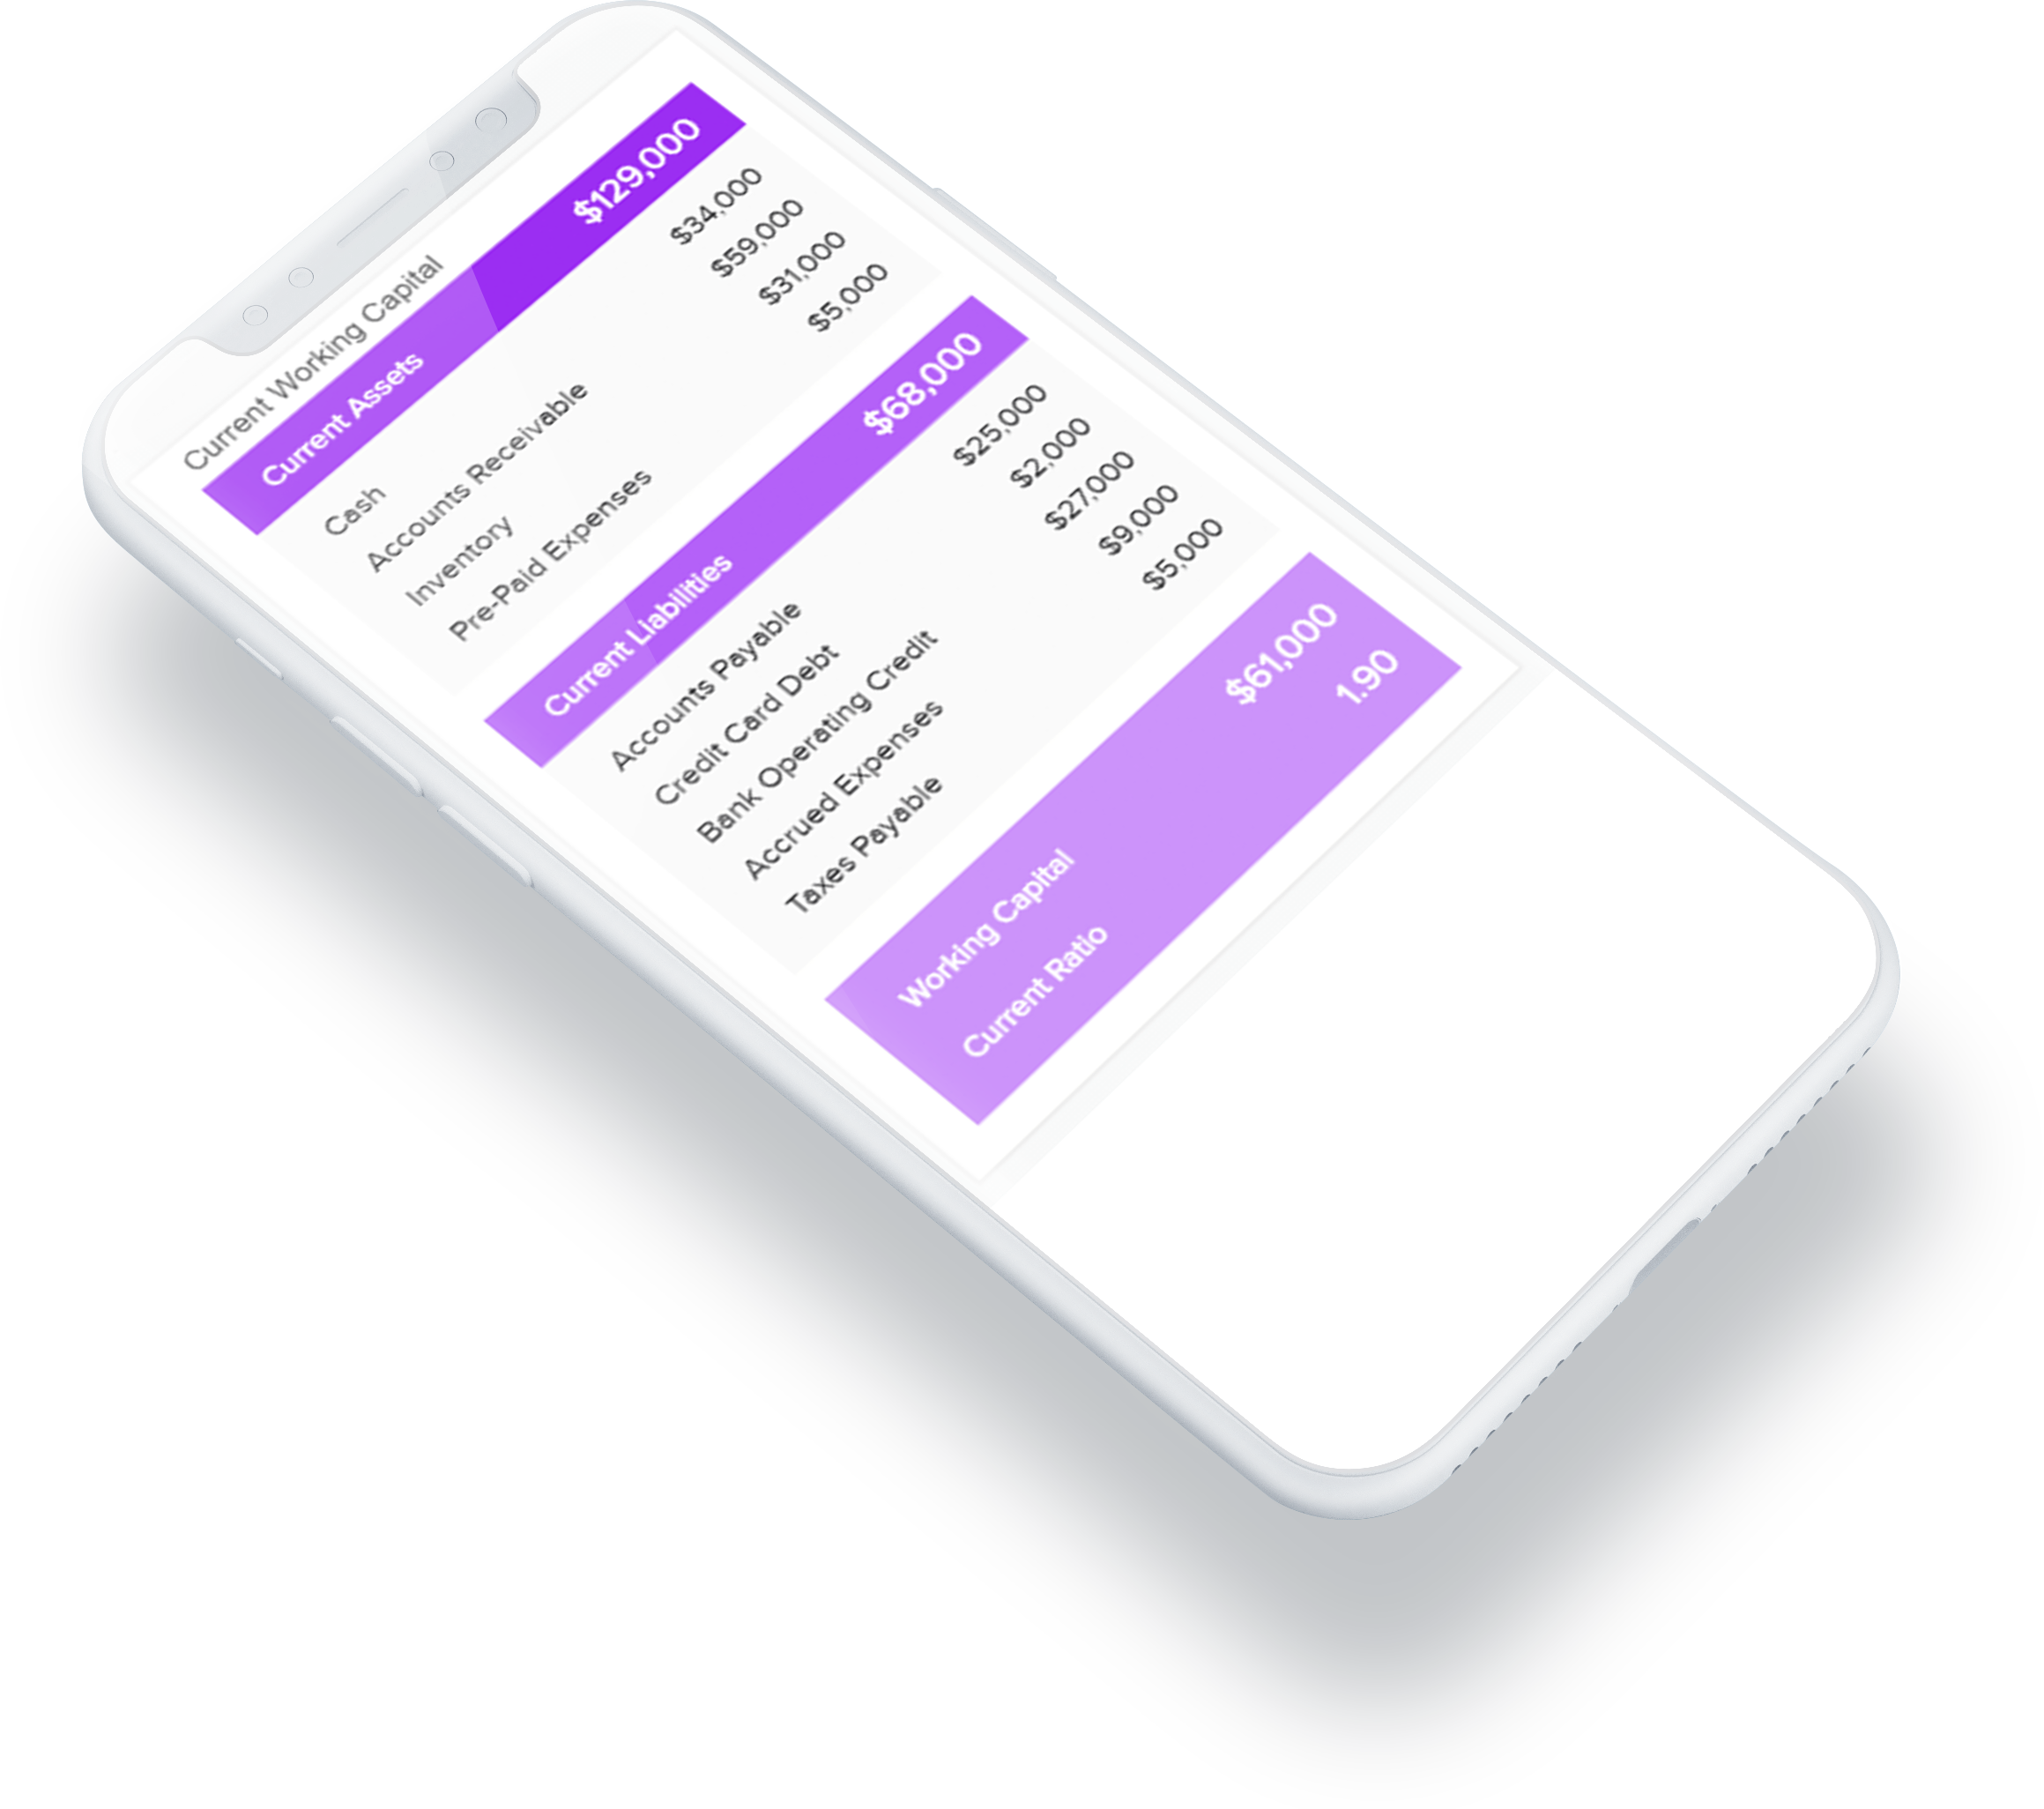 Current Working Capital
Current Assets $129,000
Cash $34,000
Accounts Receivable $59,000
Inventory $31,000
Pre-Paid Expenses $5,000
Current Liabilities $68,000
Accounts Payable $25,000
Credit Card Debt $2,000
Bank Operating Credit $27,000
Accrued Expenses $9,000
Taxes Payable $5,000
Working Capital $61,000
Current Ratio 1.90